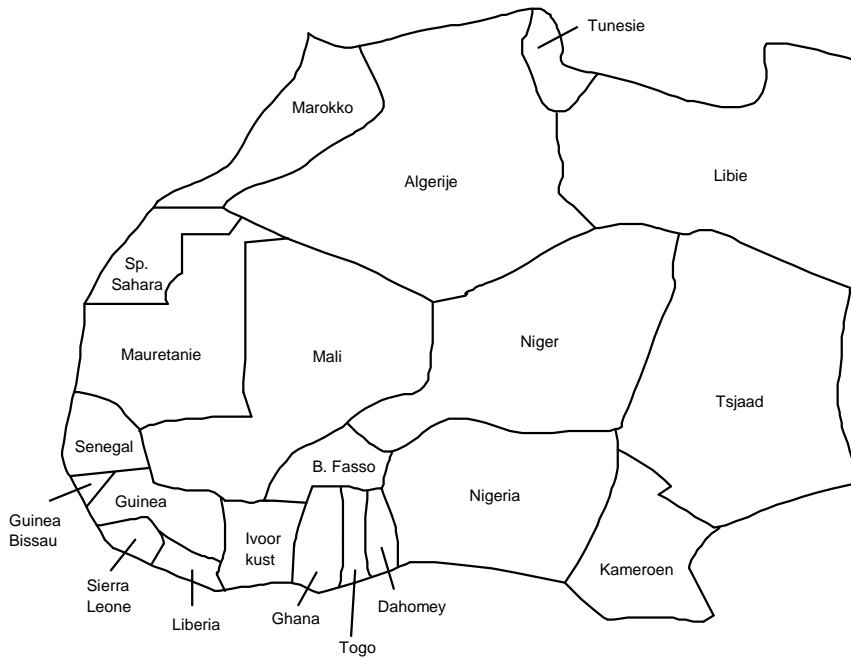 Tunesie
Marokko
Algerije
Libie
Sp.
Sahara
Mauretanie
Mali
Niger
Tsjaad
Senegal
B. Fasso
Guinea
Nigeria
Guinea
Bissau
Ivoor
kust
Kameroen
Sierra
Leone
Liberia
Ghana
Dahomey
Togo